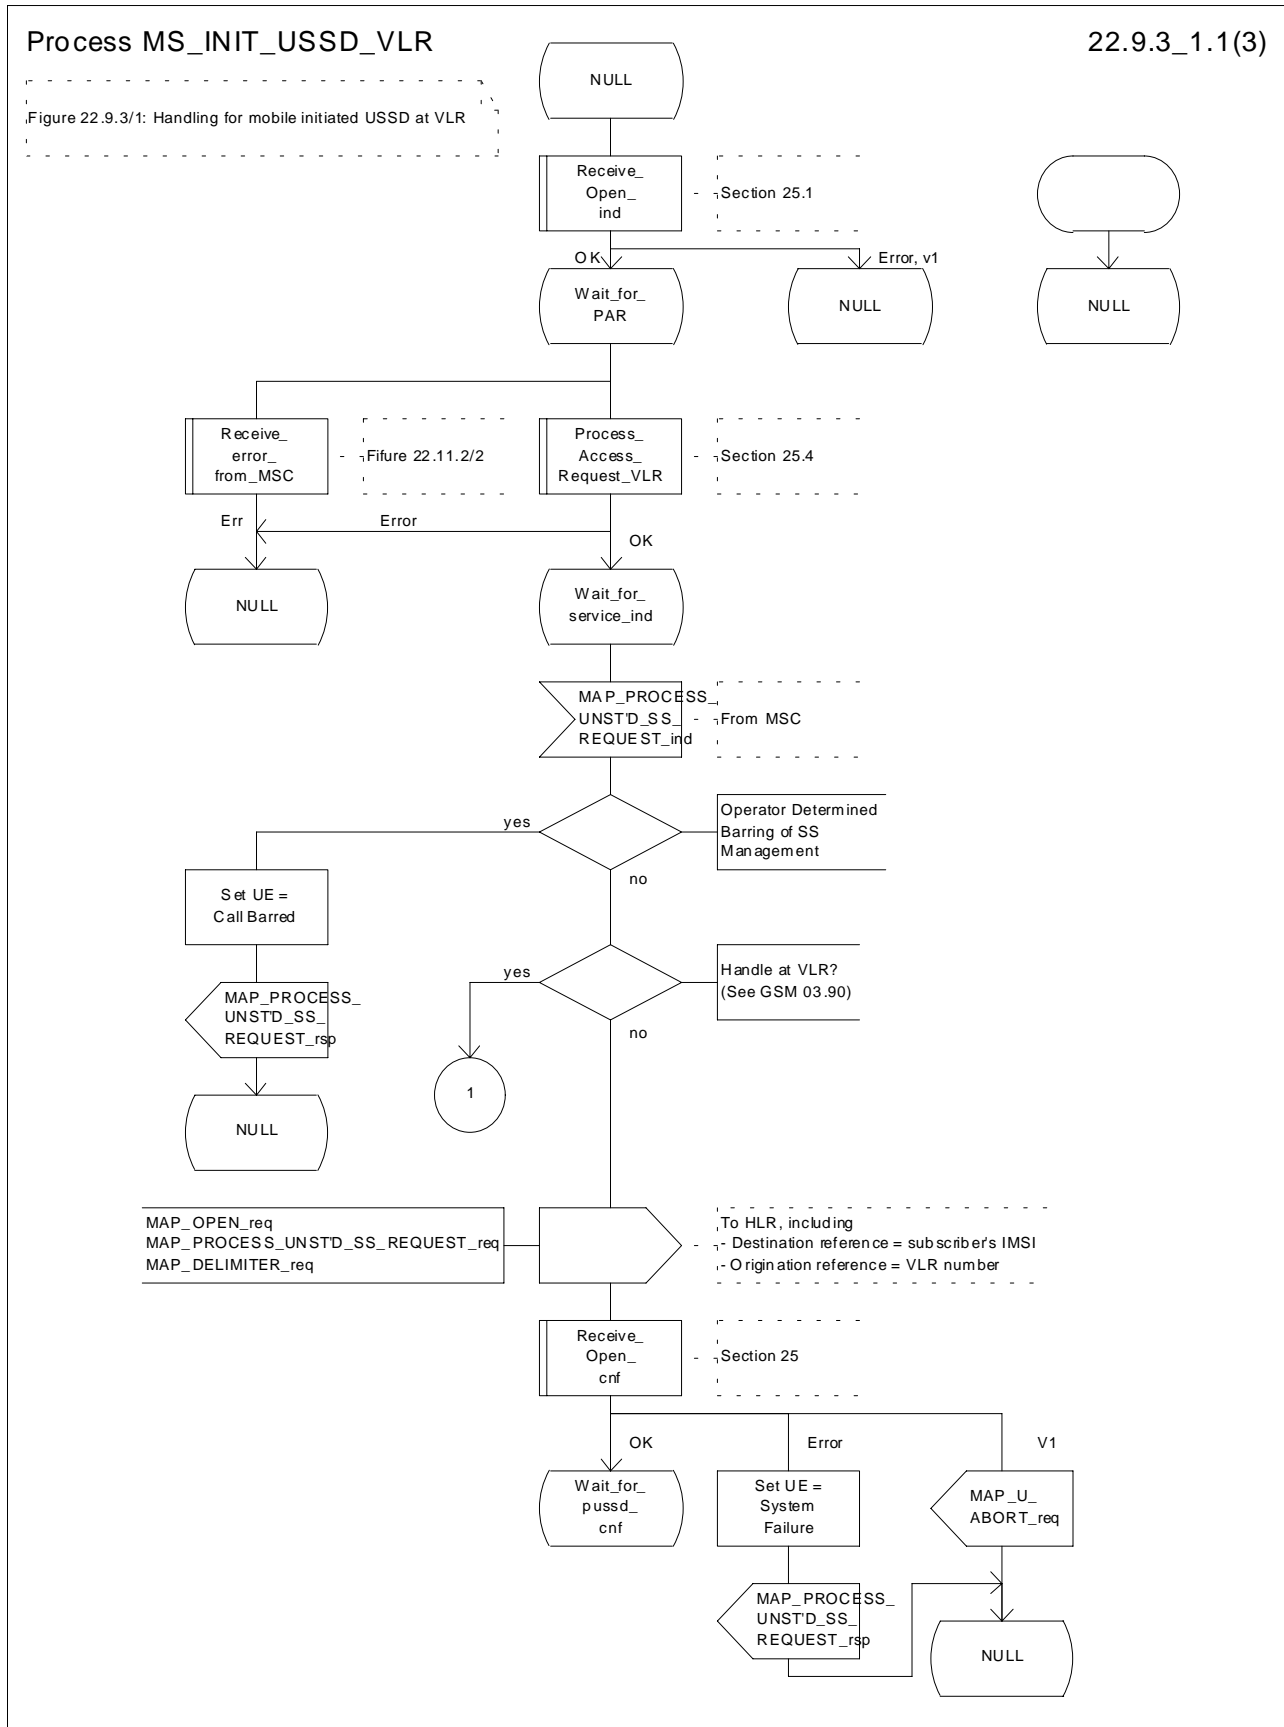 Process MS_INIT_USSD_VLR
22.9.3_1.1(3)
Figure 22.9.3/1: Handling for mobile initiated USSD at VLR
NULL
Receive_
Open_
ind
Section 25.1
OK
Error, v1
Wait_for_
PAR
NULL
NULL
Receive_
error_
from_MSC
Fifure 22.11.2/2
Process_
Access_
Request_VLR
Section 25.4
Err
Error
OK
NULL
Wait_for_
service_ind
MAP_PROCESS_
UNST'D_SS_
REQUEST_ind
From MSC
yes
Operator Determined
Barring of SS
Management
no
Set UE =
Call Barred
yes
Handle at VLR?
(See GSM 03.90)
no
MAP_PROCESS_
UNST'D_SS_
REQUEST_rsp
1
NULL
MAP_OPEN_req
MAP_PROCESS_UNST'D_SS_REQUEST_req
MAP_DELIMITER_req
To HLR, including
- Destination reference = subscriber's IMSI
- Origination reference = VLR number
Receive_
Open_
cnf
Section 25
OK
Error
V1
Wait_for_
pussd_
cnf
Set UE =
System
Failure
MAP_U_
ABORT_req
MAP_PROCESS_
UNST'D_SS_
REQUEST_rsp
NULL